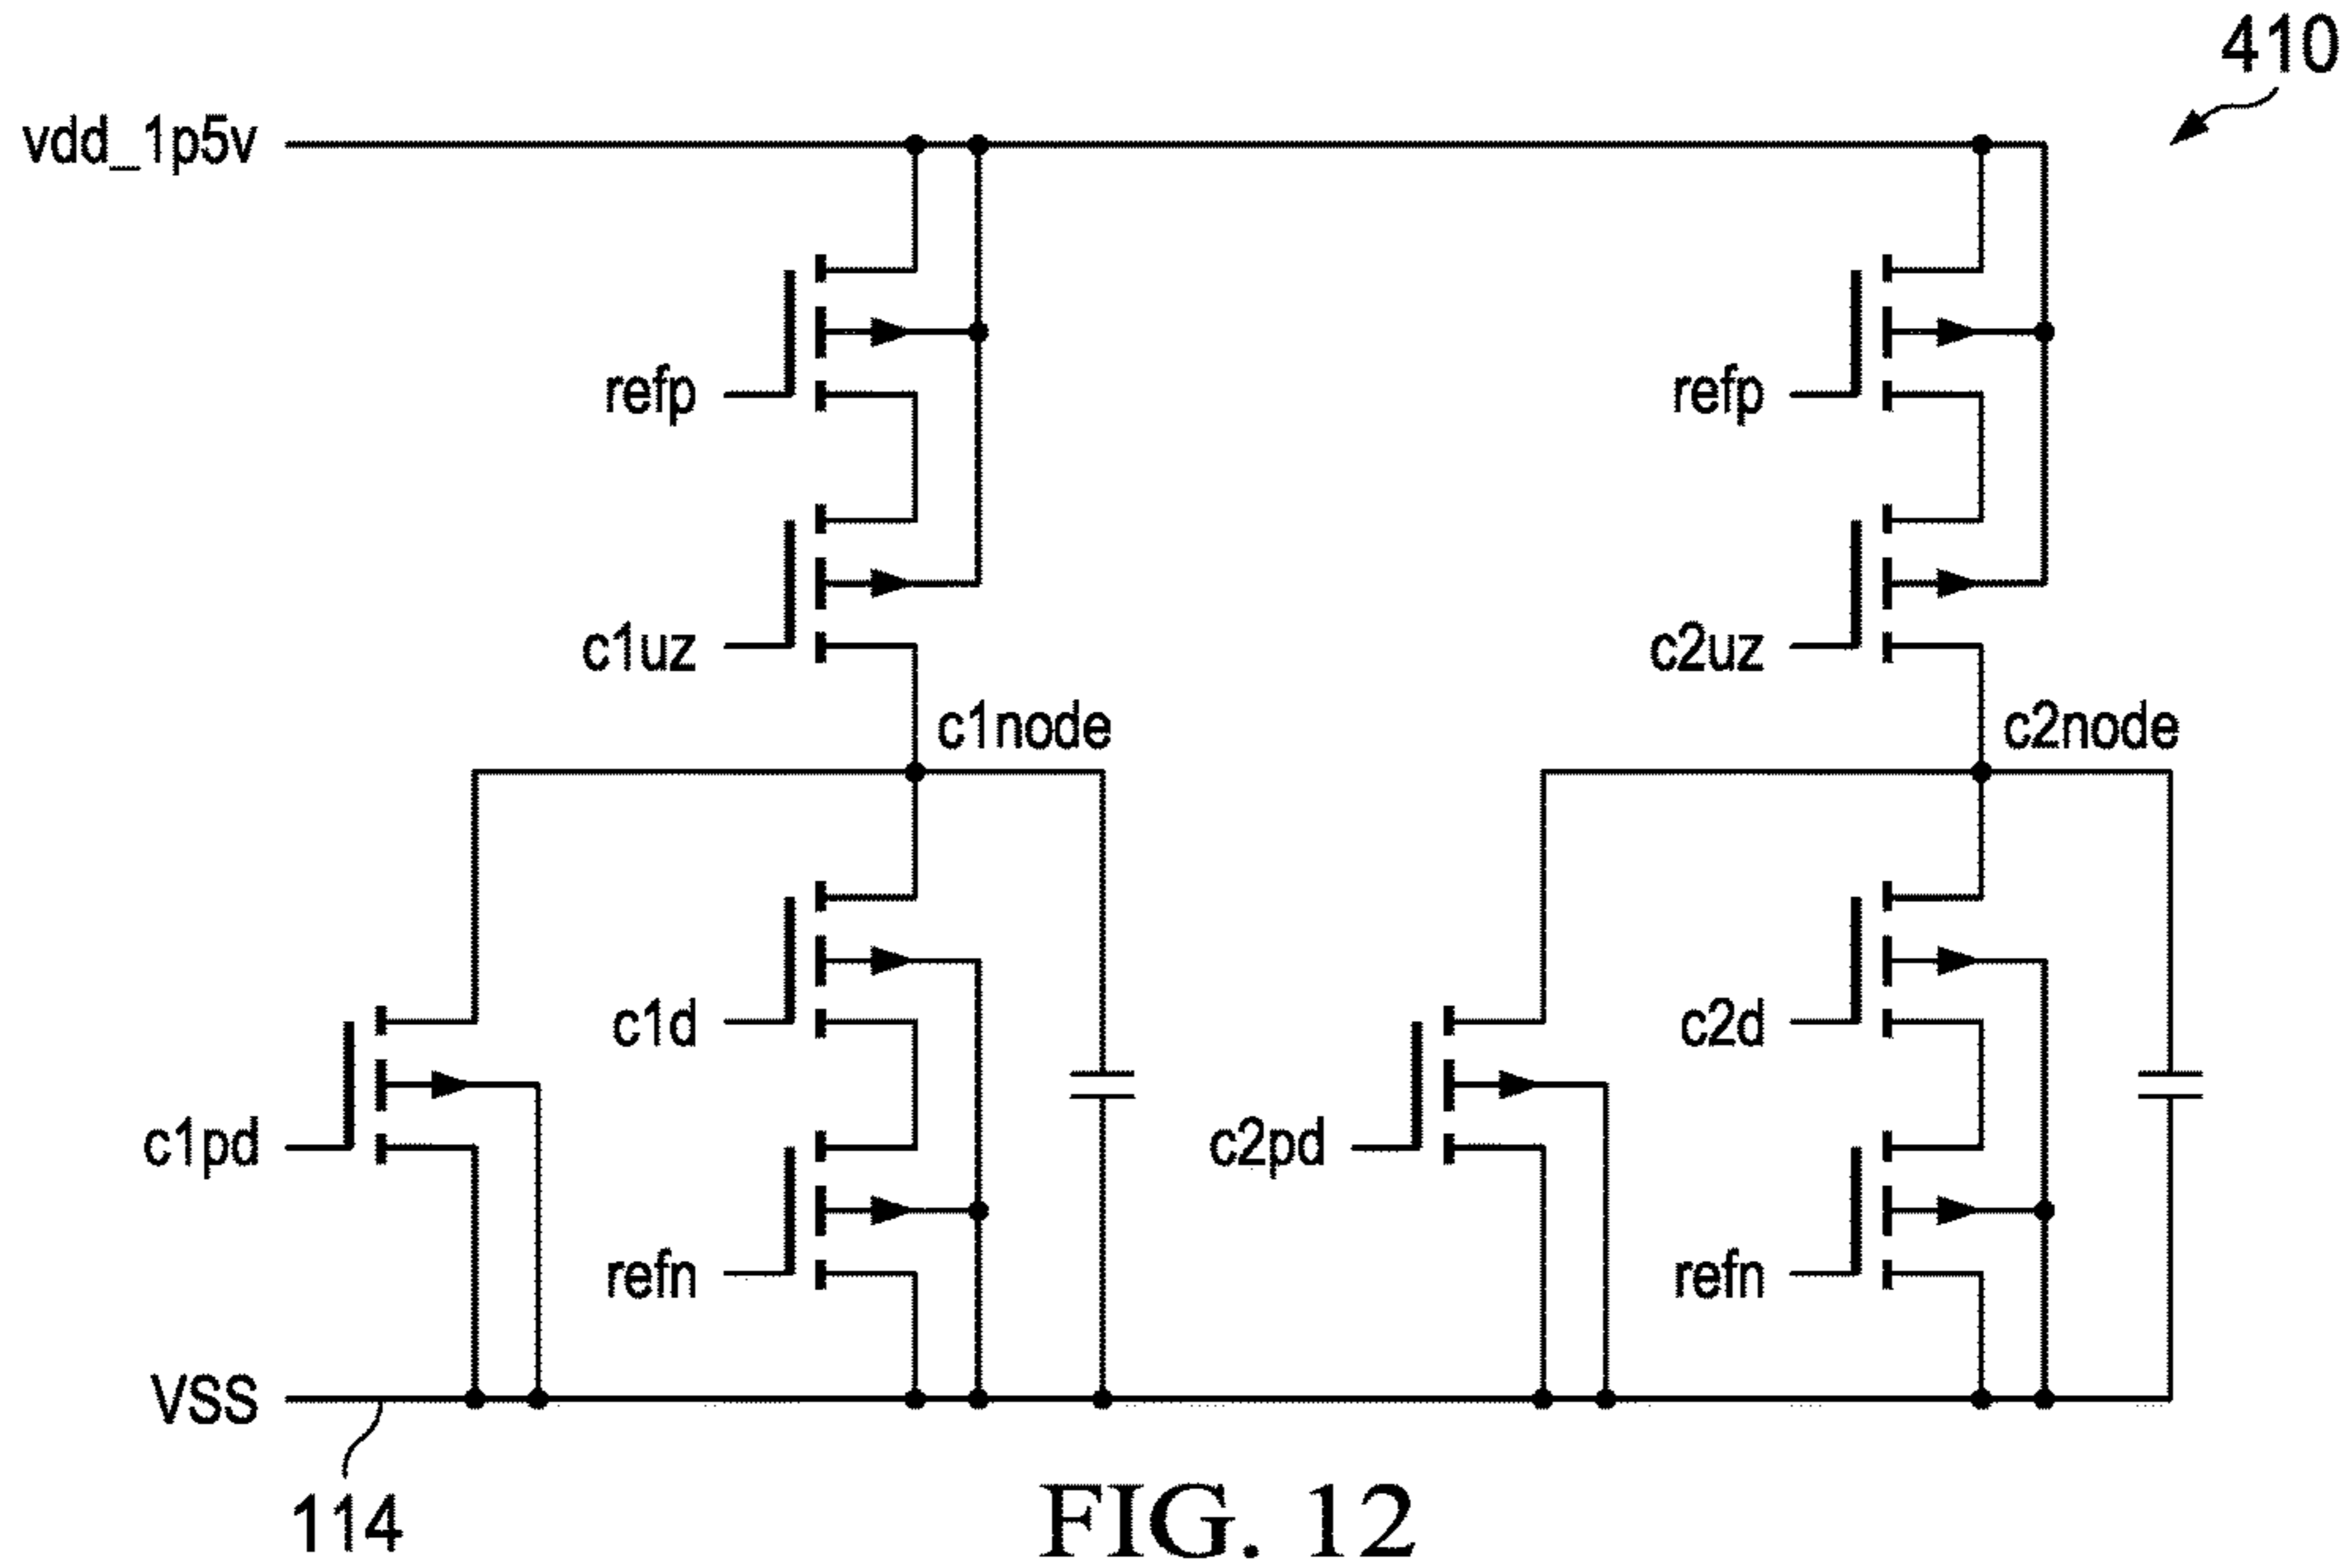 410
vdd_1p5v
refp
refp
c1uz
c2uz
c1node
c2node
c1d
c2d
c1pd
c2pd
refn
refn
VSS
114
FIG. 12